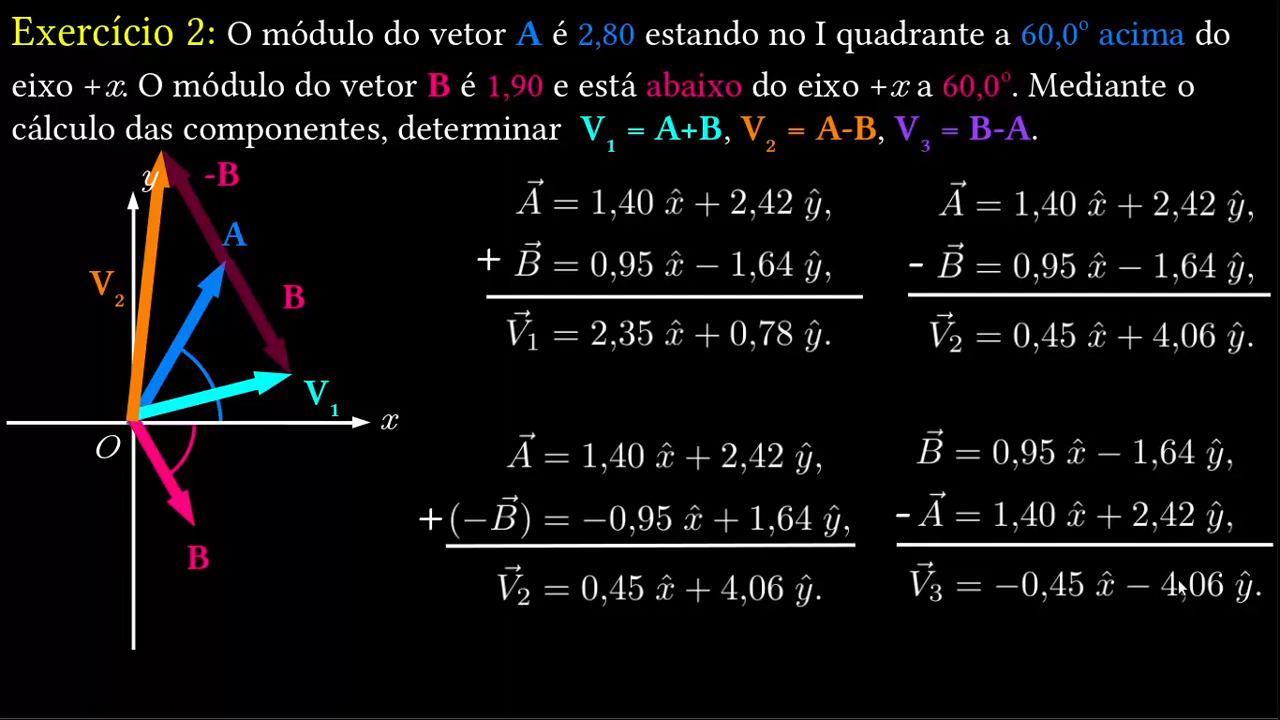 Exercício 2: O módulo do vetor A é 2,80 estando no I quadrante a 60,0º acima do
eixo +x. O módulo do vetor B é 1,90 e está abaixo do eixo +x a 60,0º. Mediante o
cálculo das componentes, determinar V₁ = A+B, V₂ = A-B, V₃ = B-A.
y
-B
A
V₂
B
V₁
x
O
B
A⃗ = 1,40 x̂ + 2,42 ŷ,
+ B⃗ = 0,95 x̂ − 1,64 ŷ,
V⃗₁ = 2,35 x̂ + 0,78 ŷ.
A⃗ = 1,40 x̂ + 2,42 ŷ,
- B⃗ = 0,95 x̂ − 1,64 ŷ,
V⃗₂ = 0,45 x̂ + 4,06 ŷ.
A⃗ = 1,40 x̂ + 2,42 ŷ,
+ (−B⃗) = −0,95 x̂ + 1,64 ŷ,
V⃗₂ = 0,45 x̂ + 4,06 ŷ.
B⃗ = 0,95 x̂ − 1,64 ŷ,
- A⃗ = 1,40 x̂ + 2,42 ŷ,
V⃗₃ = −0,45 x̂ − 4,06 ŷ.